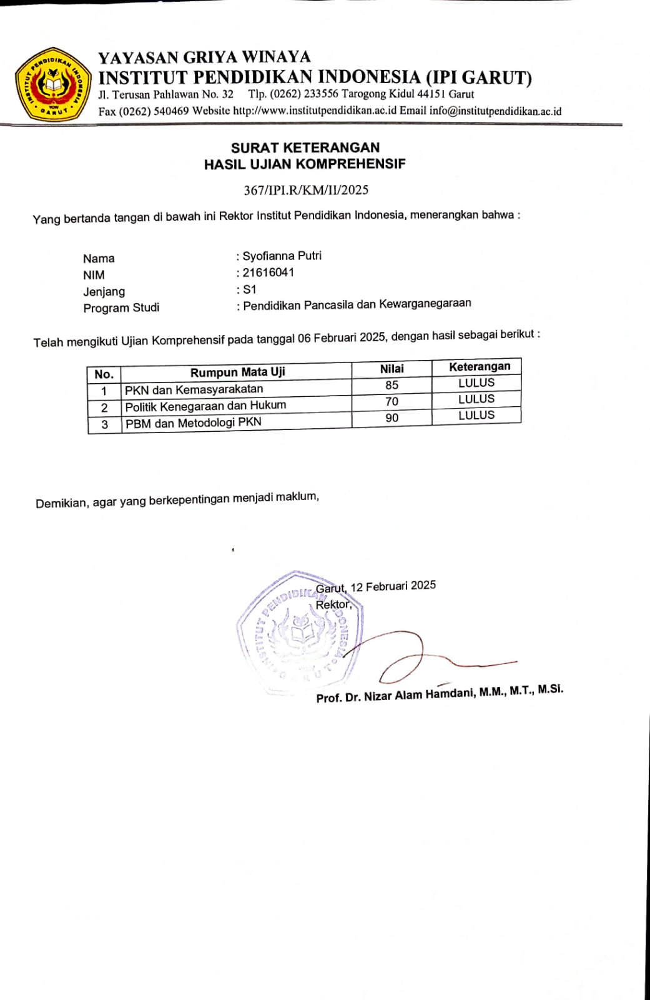 YAYASAN GRIYA WINAYA
INSTITUT PENDIDIKAN INDONESIA (IPI GARUT)
Jl. Terusan Pahlawan No. 32 Tlp. (0262) 233556 Tarogong Kidul 44151 Garut
Fax (0262) 540469 Website http://www.institutpendidikan.ac.id Email info@institutpendidikan.ac.id
INSTITUT PENDIDIKAN INDONESIA
GARUT
SURAT KETERANGAN
HASIL UJIAN KOMPREHENSIF
367/IPI.R/KM/II/2025
Yang bertanda tangan di bawah ini Rektor Institut Pendidikan Indonesia, menerangkan bahwa :
Nama : Syofianna Putri
NIM : 21616041
Jenjang : S1
Program Studi : Pendidikan Pancasila dan Kewarganegaraan
Telah mengikuti Ujian Komprehensif pada tanggal 06 Februari 2025, dengan hasil sebagai berikut :
No. Rumpun Mata Uji Nilai Keterangan
1 PKN dan Kemasyarakatan 85 LULUS
2 Politik Kenegaraan dan Hukum 70 LULUS
3 PBM dan Metodologi PKN 90 LULUS
Demikian, agar yang berkepentingan menjadi maklum,
Garut, 12 Februari 2025
Rektor,
INSTITUT PENDIDIKAN INDONESIA
GARUT
Prof. Dr. Nizar Alam Hamdani, M.M., M.T., M.Si.